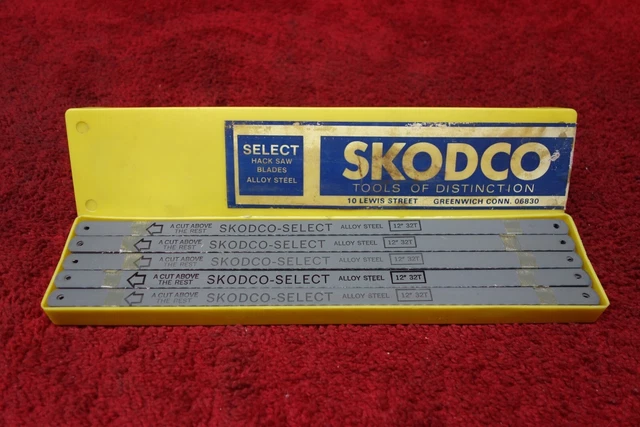 SELECT
HACK SAW
BLADES
ALLOY STEEL
SKODCO
TOOLS OF DISTINCTION
10 LEWIS STREET GREENWICH CONN. 06830
A CUT ABOVE
THE REST
SKODCO-SELECT ALLOY STEEL 12" 32T
A CUT ABOVE
THE REST
SKODCO-SELECT ALLOY STEEL 12" 32T
A CUT ABOVE
THE REST
SKODCO-SELECT ALLOY STEEL 12" 32T
A CUT ABOVE
THE REST
SKODCO-SELECT ALLOY STEEL 12" 32T
A CUT ABOVE
THE REST
SKODCO-SELECT ALLOY STEEL 12" 32T